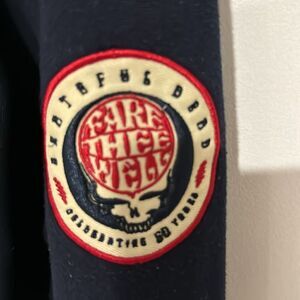 GRATEFUL DEAD
FARE
THEE
WELL
CELEBRATING 50 YEARS